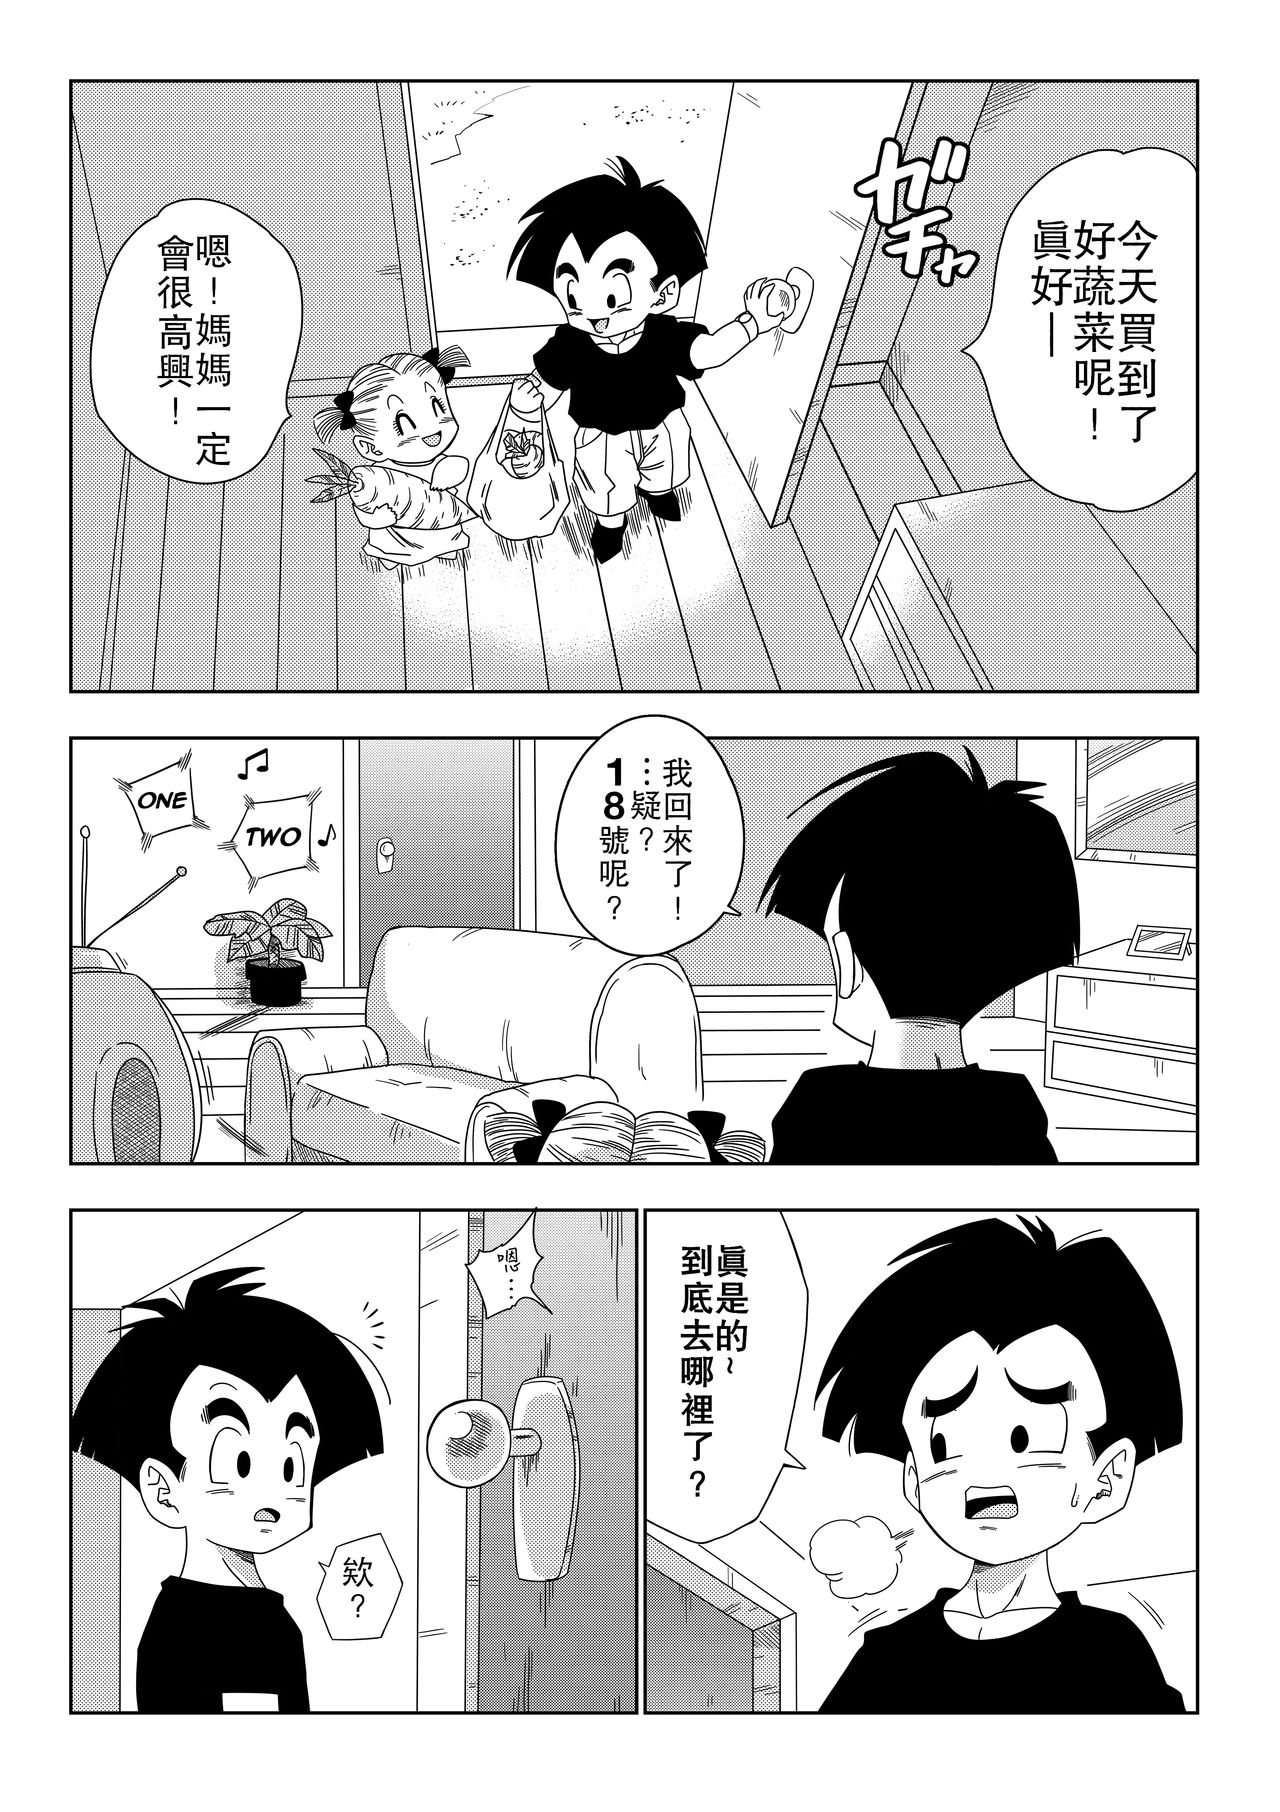 今天買到了
好蔬菜呢！
眞好—
ガチャ
嗯！媽媽一定
會很高興！
我回來了！
…疑？
18號呢？
ONE
TWO
眞是的~
到底去哪裡了？
嗯…
欸？